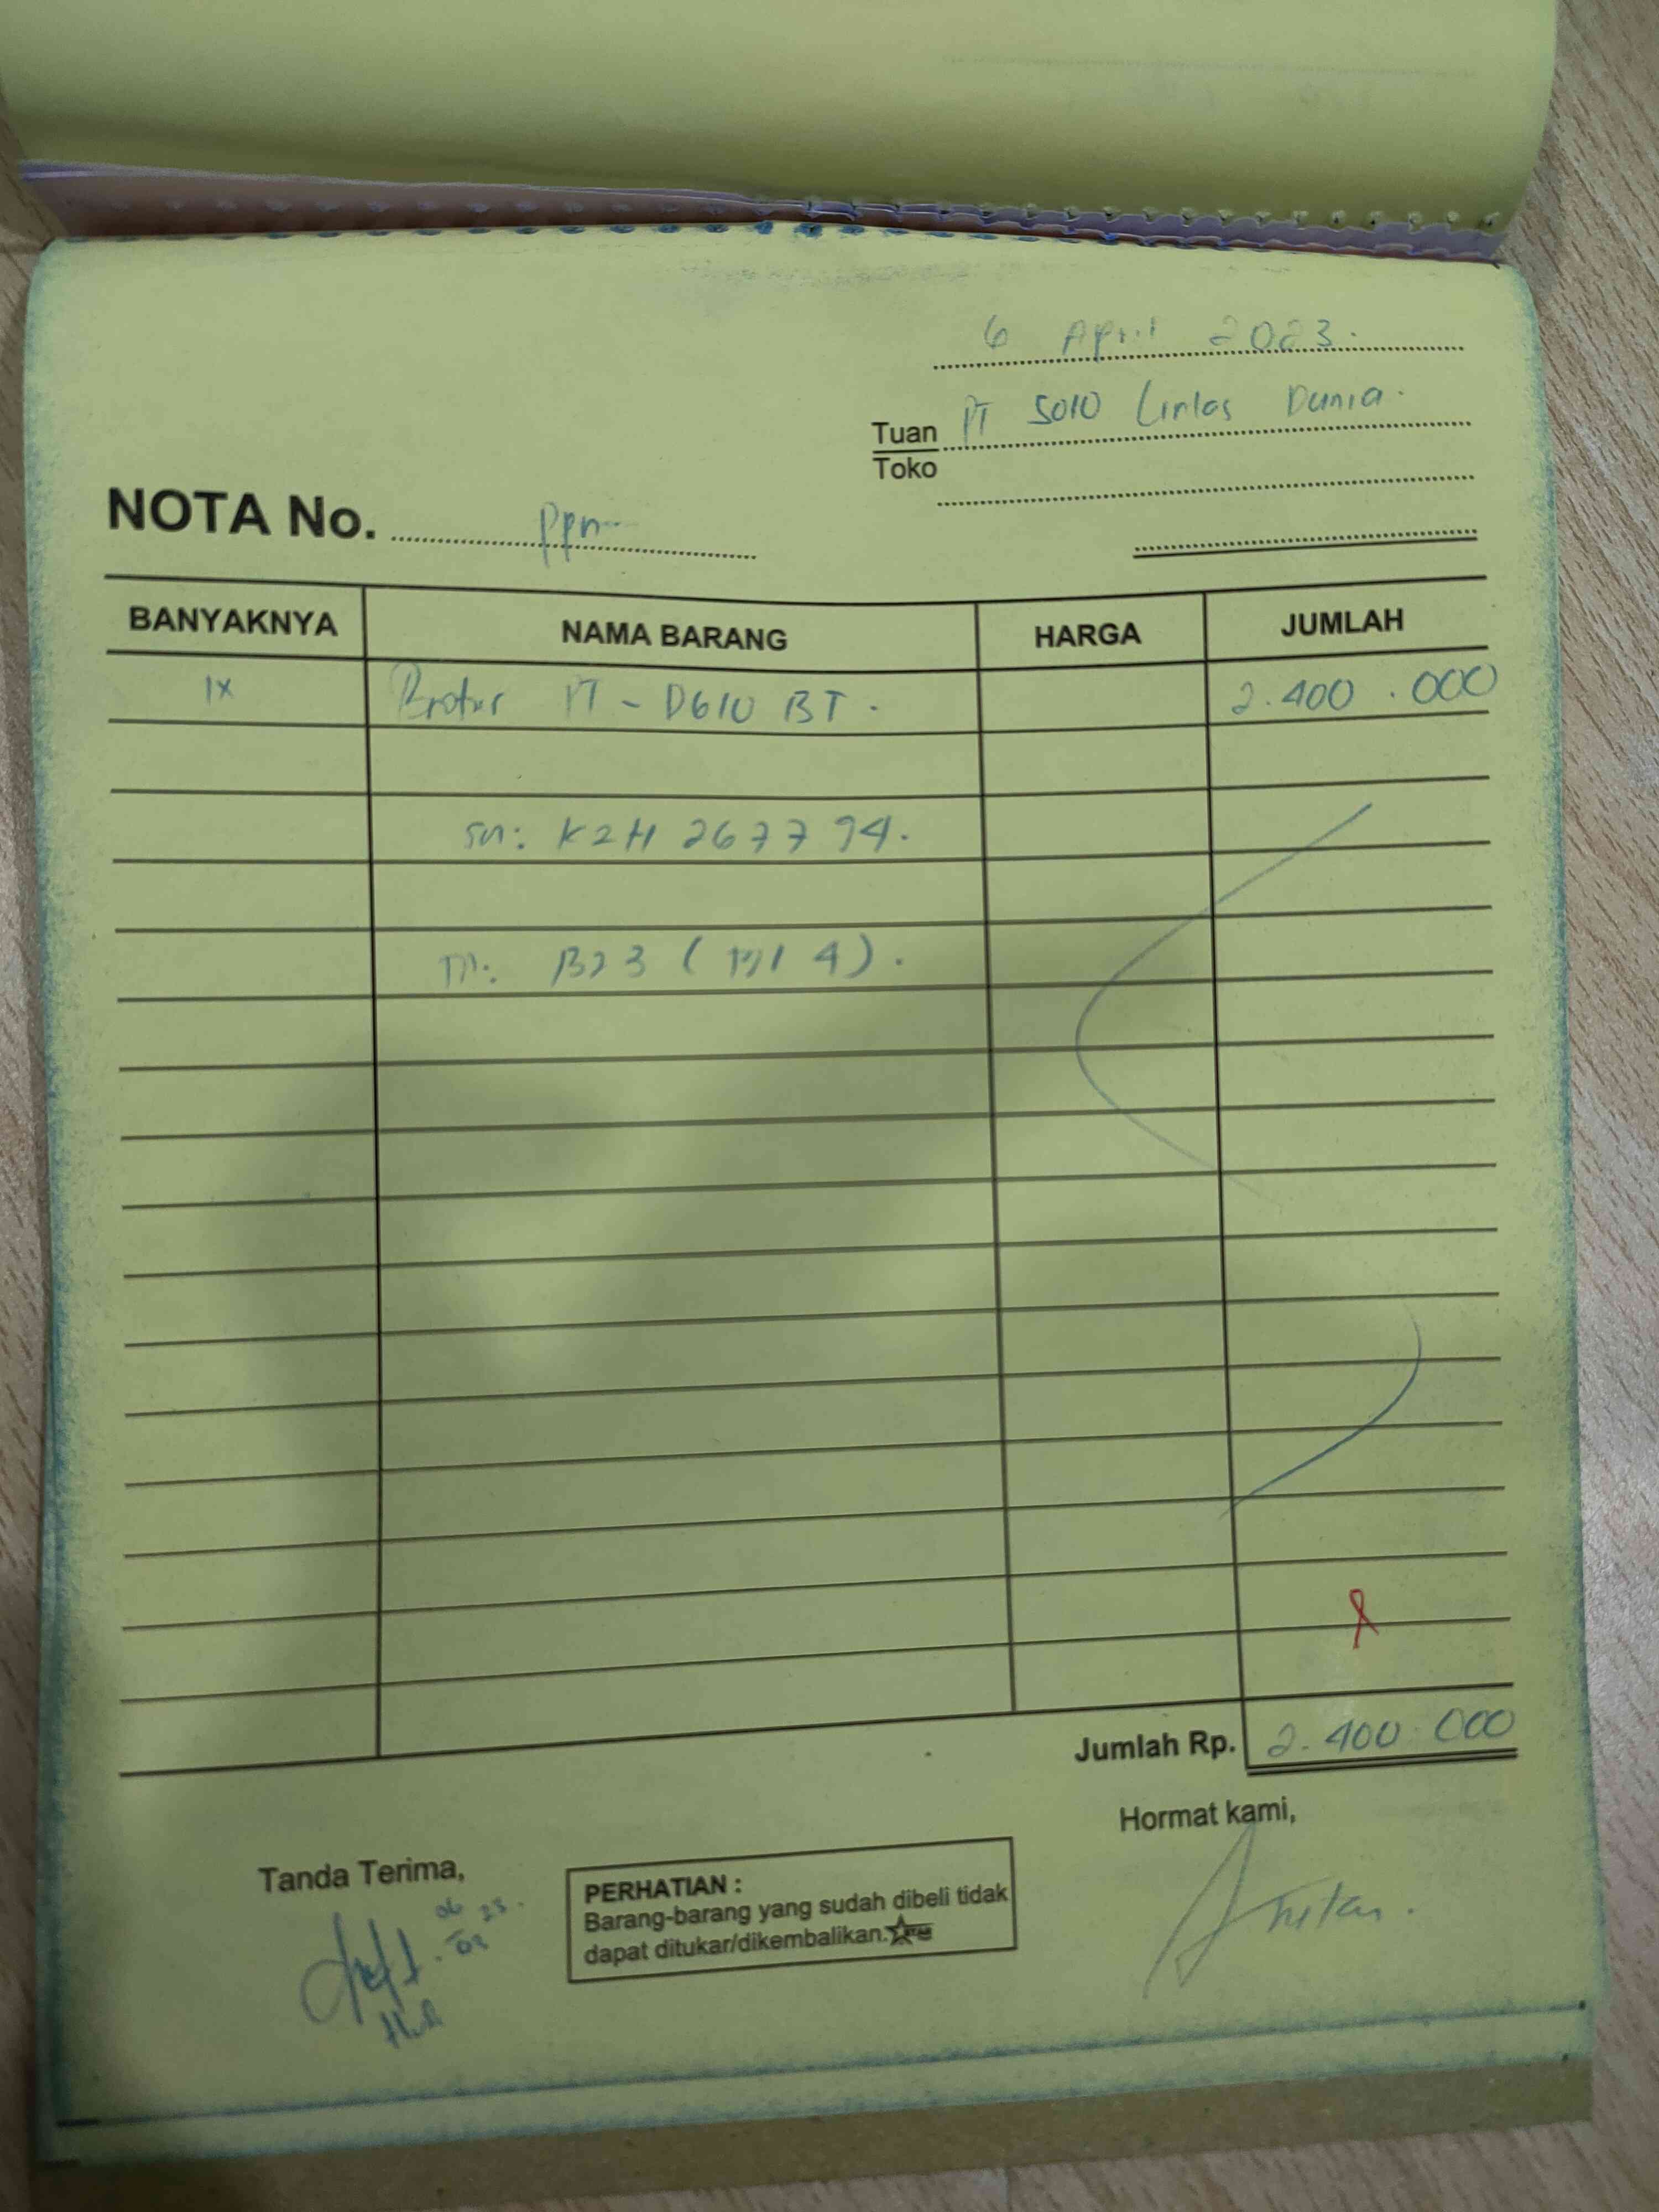 6 April 2023.
Tuan PT Solo Lintas Dunia.
Toko
NOTA No. ppn
BANYAKNYA NAMA BARANG HARGA JUMLAH
1x Brother PT - D610 BT. 2.400.000
sn: K2H 267794.
B23
Jumlah Rp. 2.400.000
Hormat kami,
Tanda Terima,
PERHATIAN :
Barang-barang yang sudah dibeli tidak
dapat ditukar/dikembalikan.